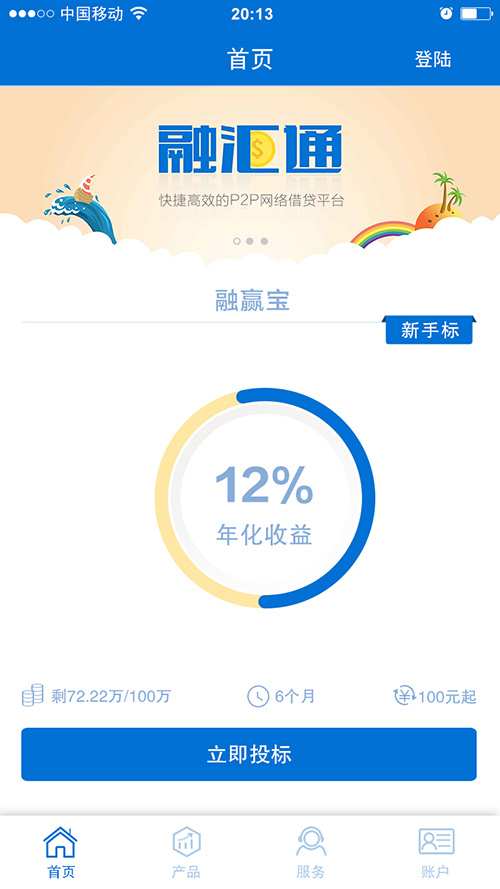 中国移动 20:13
首页 登陆
融汇通
快捷高效的P2P网络借贷平台
融赢宝
新手标
12%
年化收益
剩72.22万/100万 6个月 100元起
立即投标
首页 产品 服务 账户